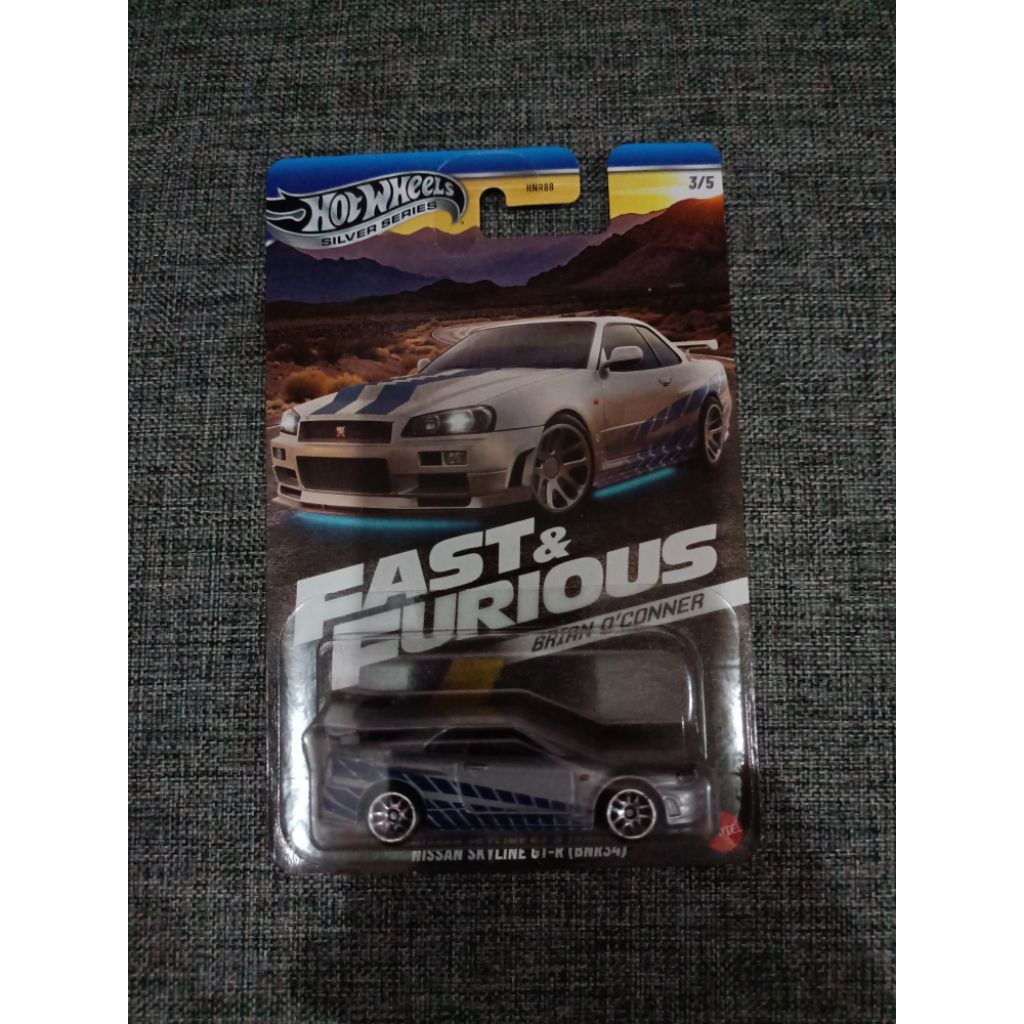 HOT WHEELS
SILVER SERIES
HNR88
3/5
FAST &
FURIOUS
BRIAN O'CONNER
NISSAN SKYLINE GT-R (BNR34)